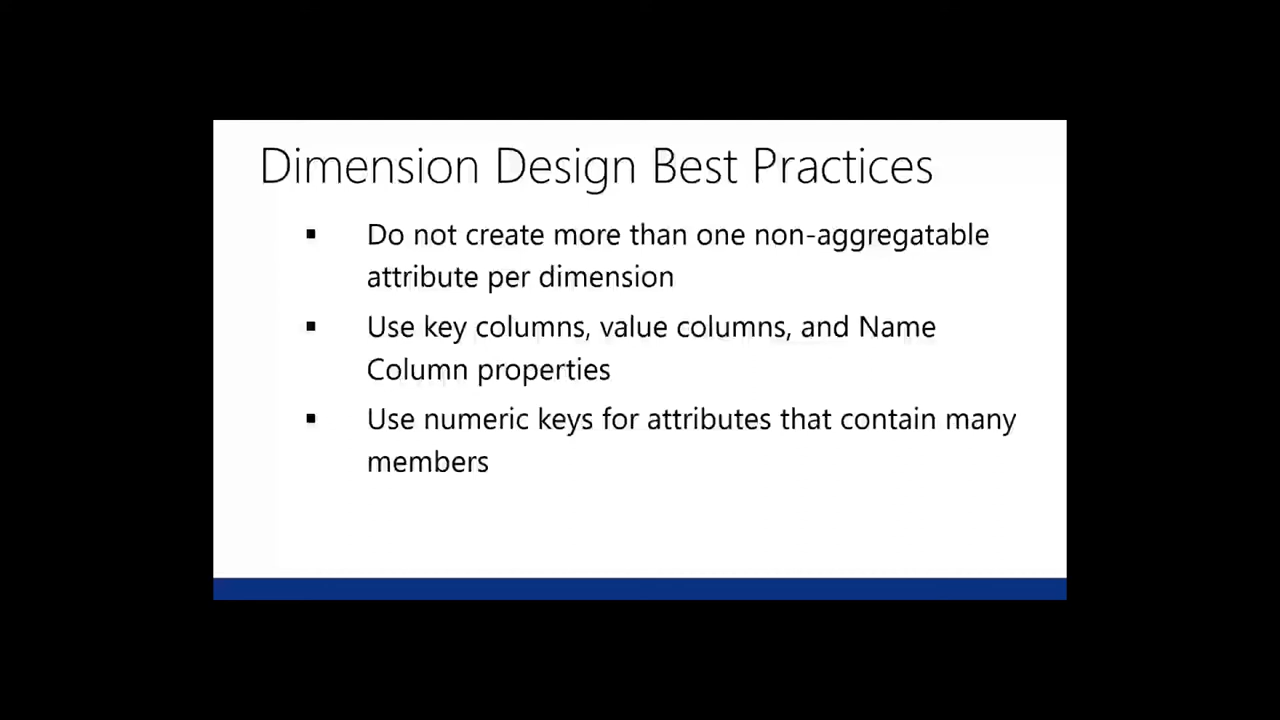 Dimension Design Best Practices
▪ Do not create more than one non-aggregatable
attribute per dimension
▪ Use key columns, value columns, and Name
Column properties
▪ Use numeric keys for attributes that contain many
members